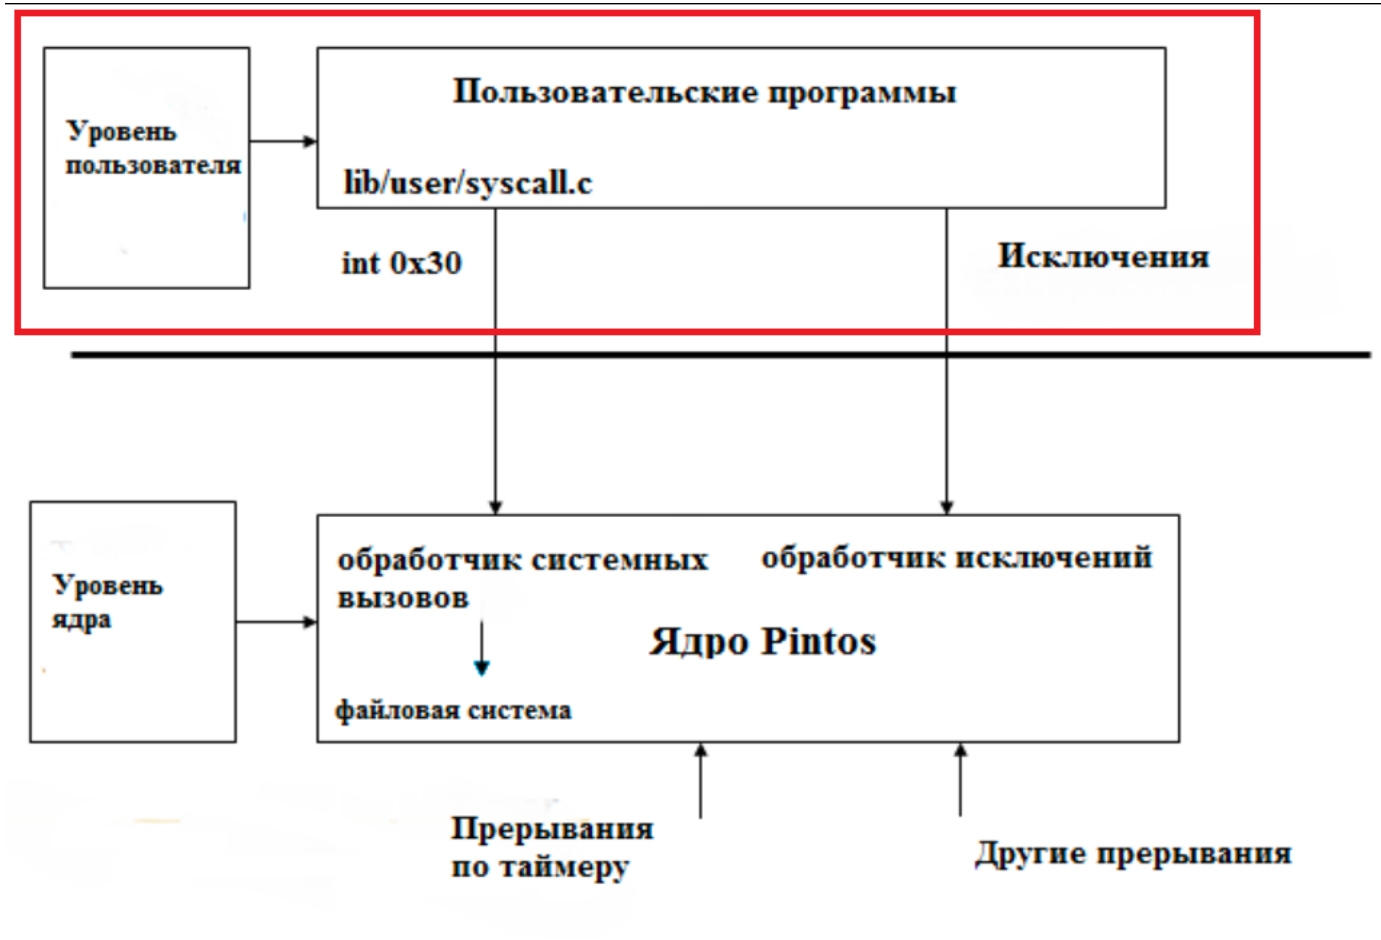 Пользовательские программы
Уровень
пользователя
lib/user/syscall.c
int 0x30
Исключения
обработчик системных
вызовов
обработчик исключений
Уровень
ядра
Ядро Pintos
файловая система
Прерывания
по таймеру
Другие прерывания